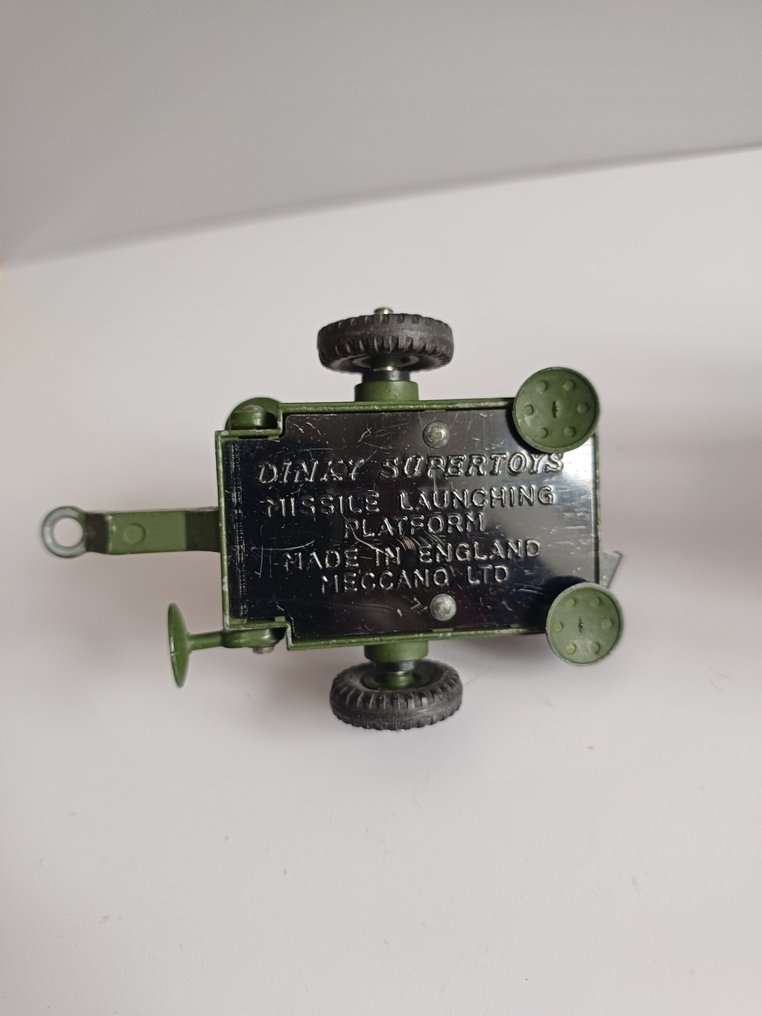 DINKY SUPERTOYS
MISSILE LAUNCHING
PLATFORM
MADE IN ENGLAND
MECCANO LTD